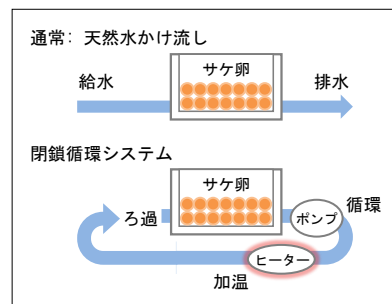 通常: 天然水かけ流し
サケ卵
給水
排水
閉鎖循環システム
サケ卵
循環
ろ過
ポンプ
ヒーター
加温